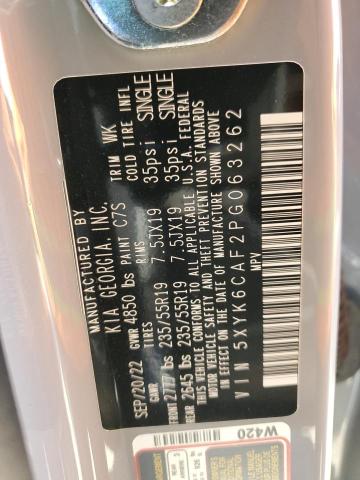 MANUFACTURED BY
KIA GEORGIA, INC.
SEP/20/22 PAINT C7S TRIM WK
GVWR 4850 lbs
GAWR TIRES RIMS COLD TIRE INFL
FRONT 2777 lbs 235/55R19 7.5JX19 35psi SINGLE
REAR 2645 lbs 235/55R19 7.5JX19 35psi SINGLE
THIS VEHICLE CONFORMS TO ALL APPLICABLE U.S.A. FEDERAL
MOTOR VEHICLE SAFETY AND THEFT PREVENTION STANDARDS
IN EFFECT ON THE DATE OF MANUFACTURE SHOWN ABOVE
VIN : 5XYK6CAF2PG063262
MPV
W420